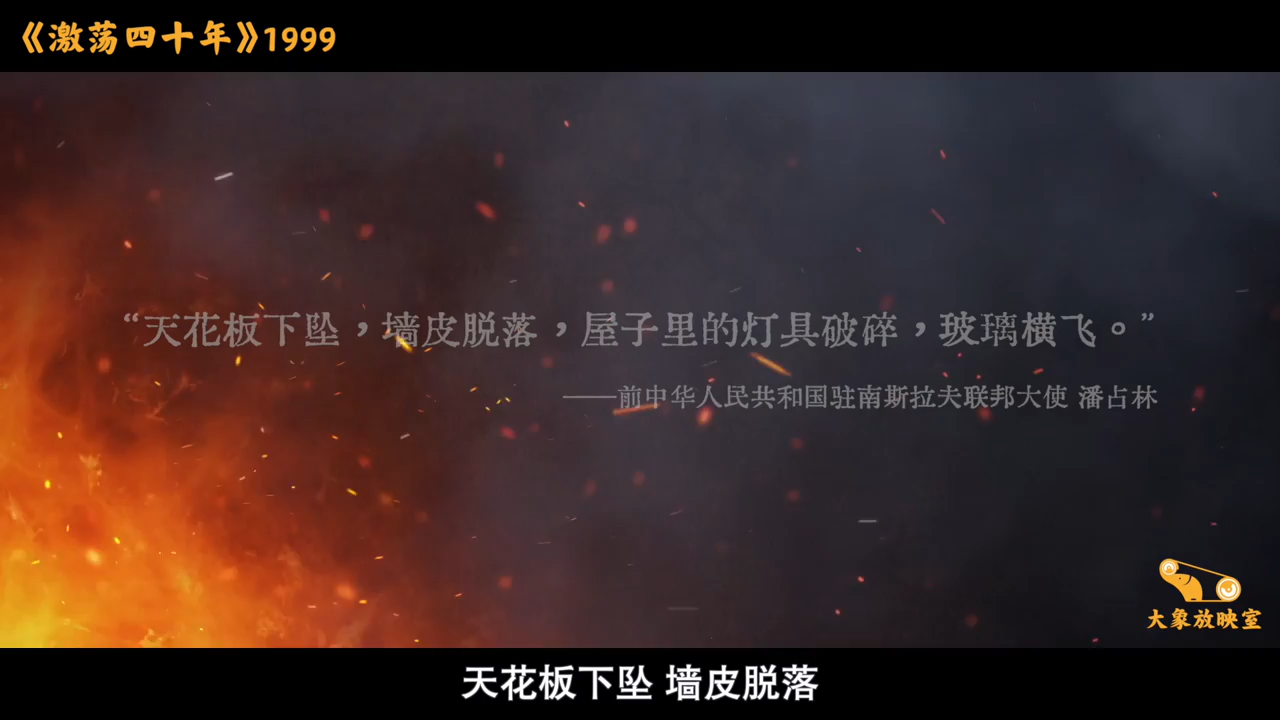 《激荡四十年》1999
“天花板下坠，墙皮脱落，屋子里的灯具破碎，玻璃横飞。”
——前中华人民共和国驻南斯拉夫联邦大使 潘占林
大象放映室
天花板下坠 墙皮脱落